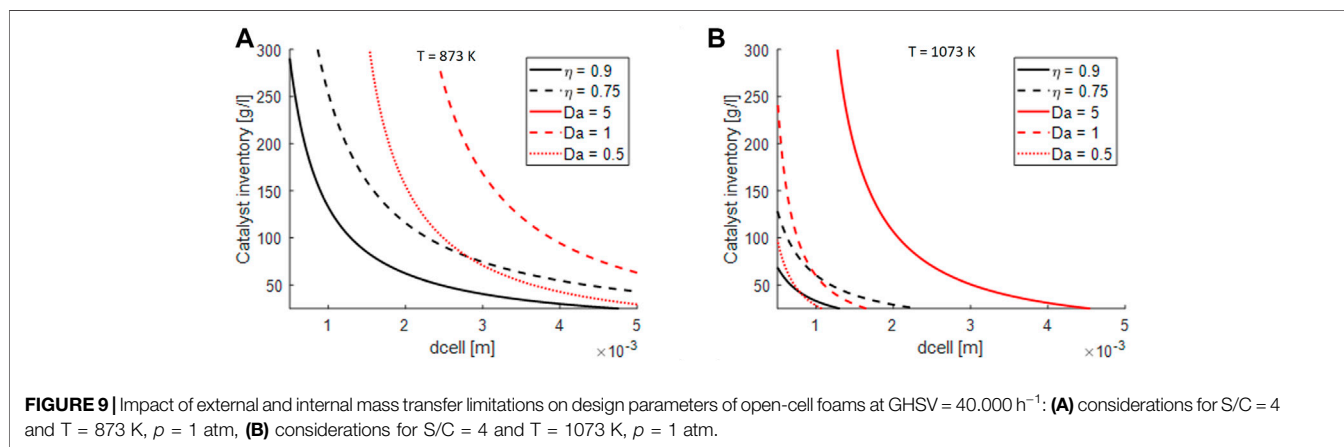 A
T = 873 K
η = 0.9
η = 0.75
Da = 5
Da = 1
Da = 0.5
Catalyst inventory [g/l]
300
250
200
150
100
50
1 2 3 4 5
dcell [m]
×10⁻³
B
T = 1073 K
η = 0.9
η = 0.75
Da = 5
Da = 1
Da = 0.5
Catalyst inventory [g/l]
300
250
200
150
100
50
1 2 3 4 5
dcell [m]
×10⁻³
FIGURE 9 | Impact of external and internal mass transfer limitations on design parameters of open-cell foams at GHSV = 40.000 h⁻¹: (A) considerations for S/C = 4
and T = 873 K, p = 1 atm, (B) considerations for S/C = 4 and T = 1073 K, p = 1 atm.